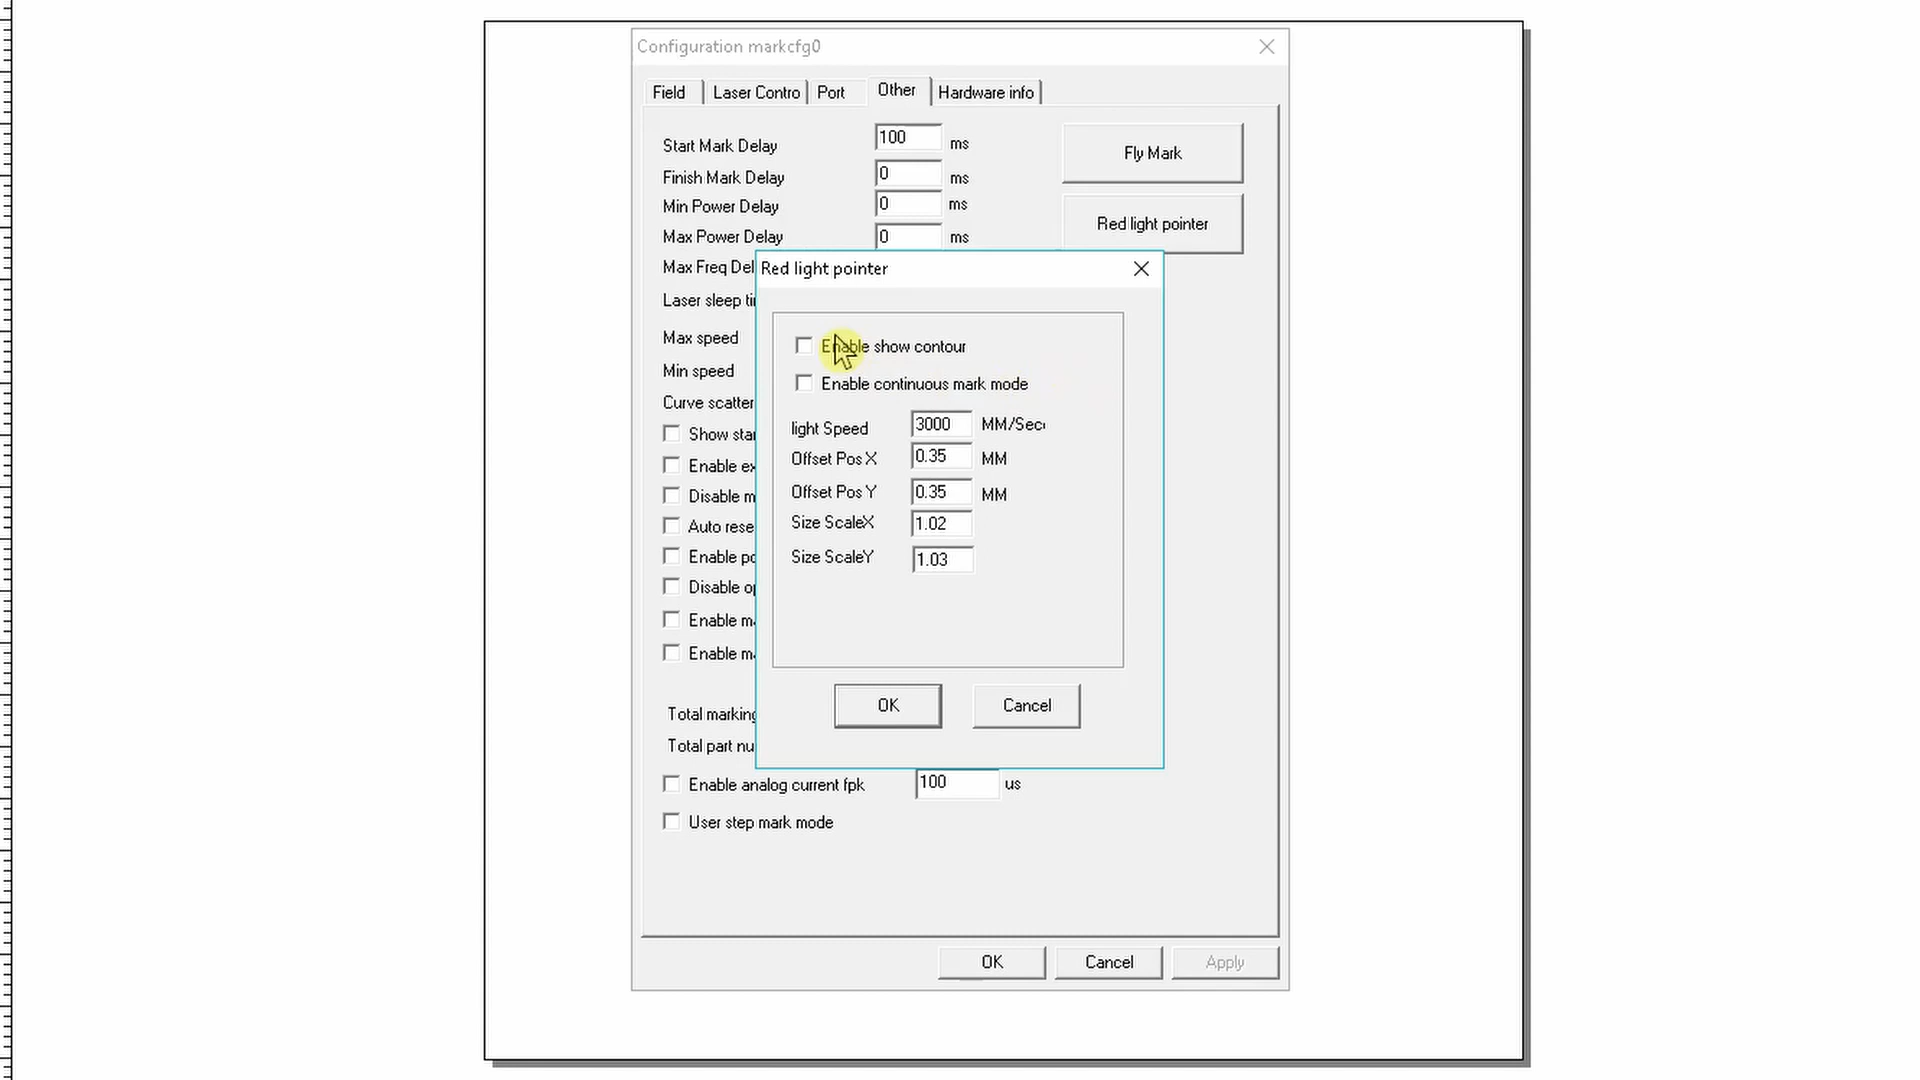 Configuration markcfg0
Field Laser Contro Port Other Hardware info
Start Mark Delay 100 ms
Fly Mark
Finish Mark Delay 0 ms
Min Power Delay 0 ms
Red light pointer
Max Power Delay 0 ms
Max Freq Del
Red light pointer
Laser sleep ti
Max speed
Enable show contour
Min speed
Enable continuous mark mode
Curve scatter
light Speed 3000 MM/Sec
Show sta
Offset Pos X 0.35 MM
Enable ex
Offset Pos Y 0.35 MM
Disable m
Size ScaleX 1.02
Auto rese
Size ScaleY 1.03
Enable po
Disable op
Enable ma
Enable ma
OK Cancel
Total marking
Total part nu
Enable analog current fpk 100 us
User step mark mode
OK Cancel Apply